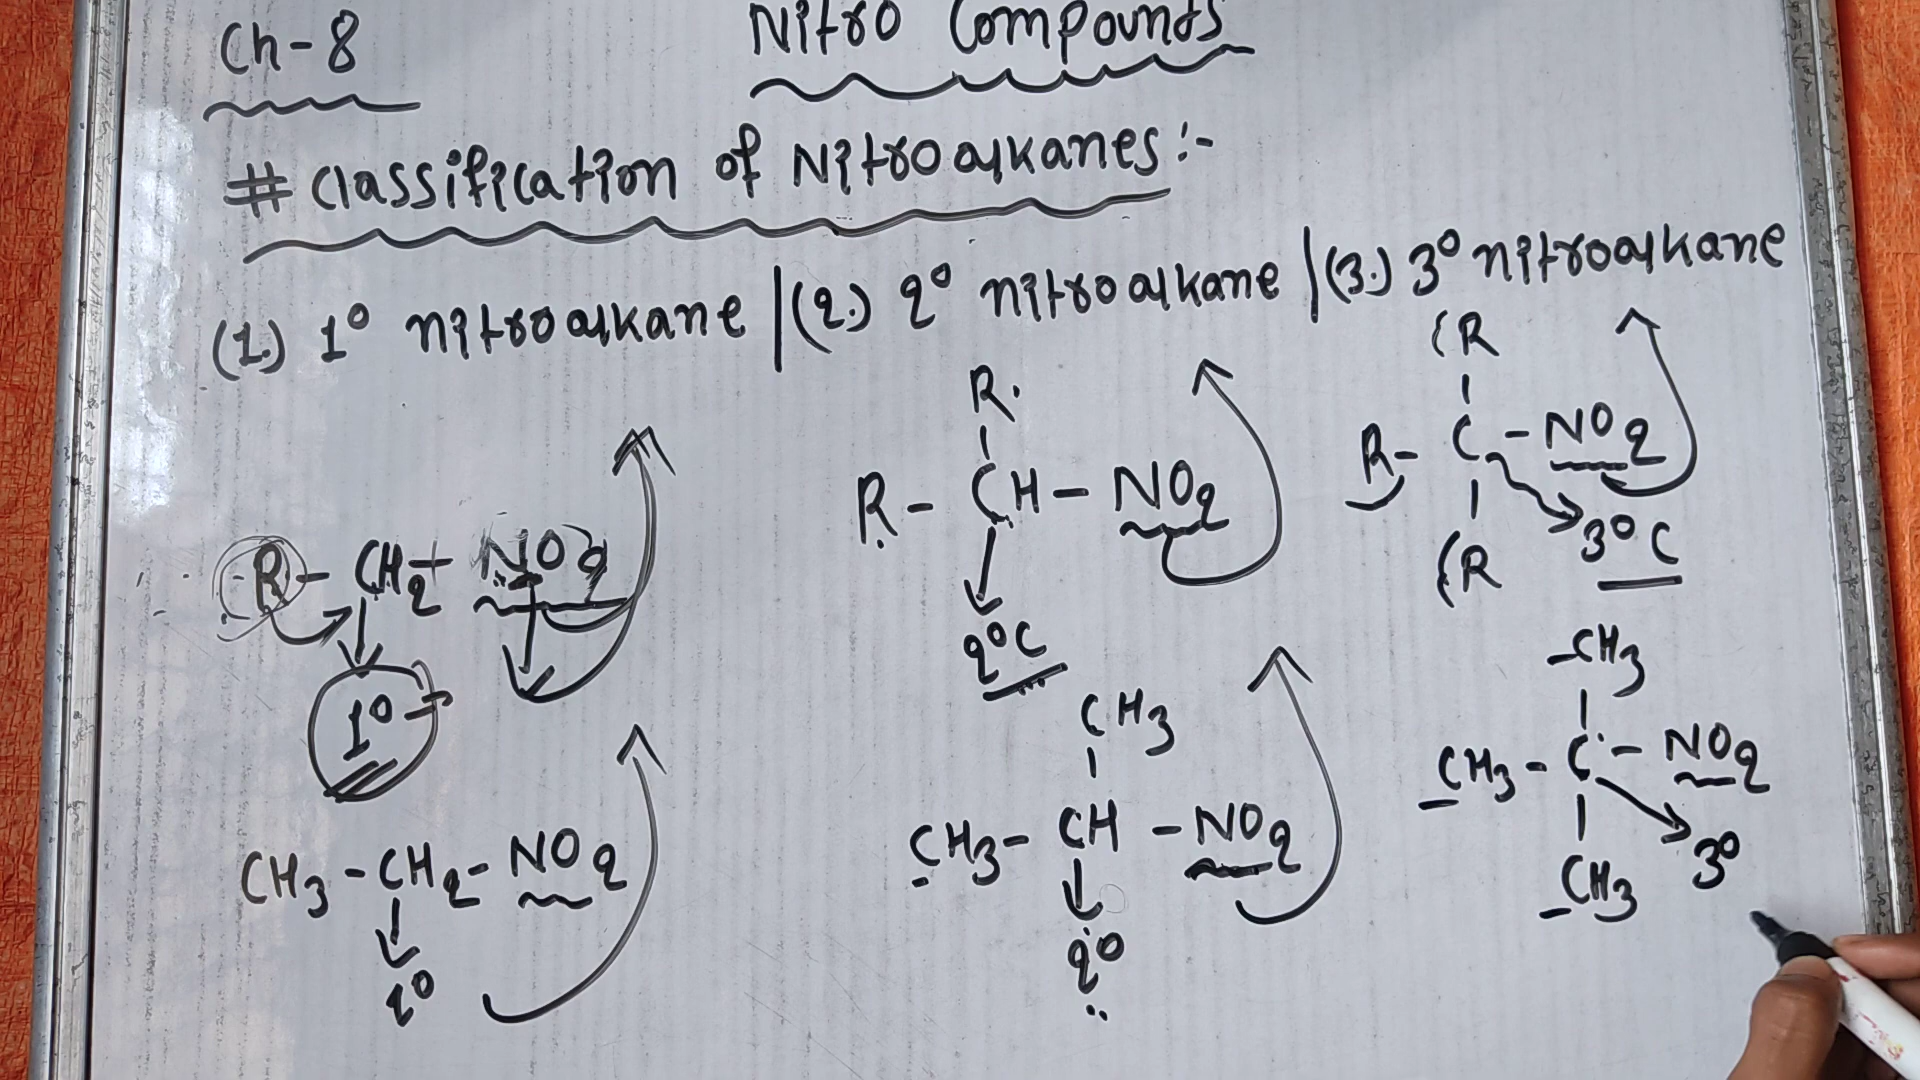 Ch-8
Nitro Compounds
# Classification of Nitroalkanes:-
(1.) 1° nitroalkane | (2.) 2° nitroalkane | (3.) 3° nitroalkane
R-CH2-NO2
1°
CH3-CH2-NO2
2°
R
R-CH-NO2
2°C
CH3
CH3-CH-NO2
2°
R
R-C-NO2
R
3°C
CH3
CH3-C-NO2
CH3
3°